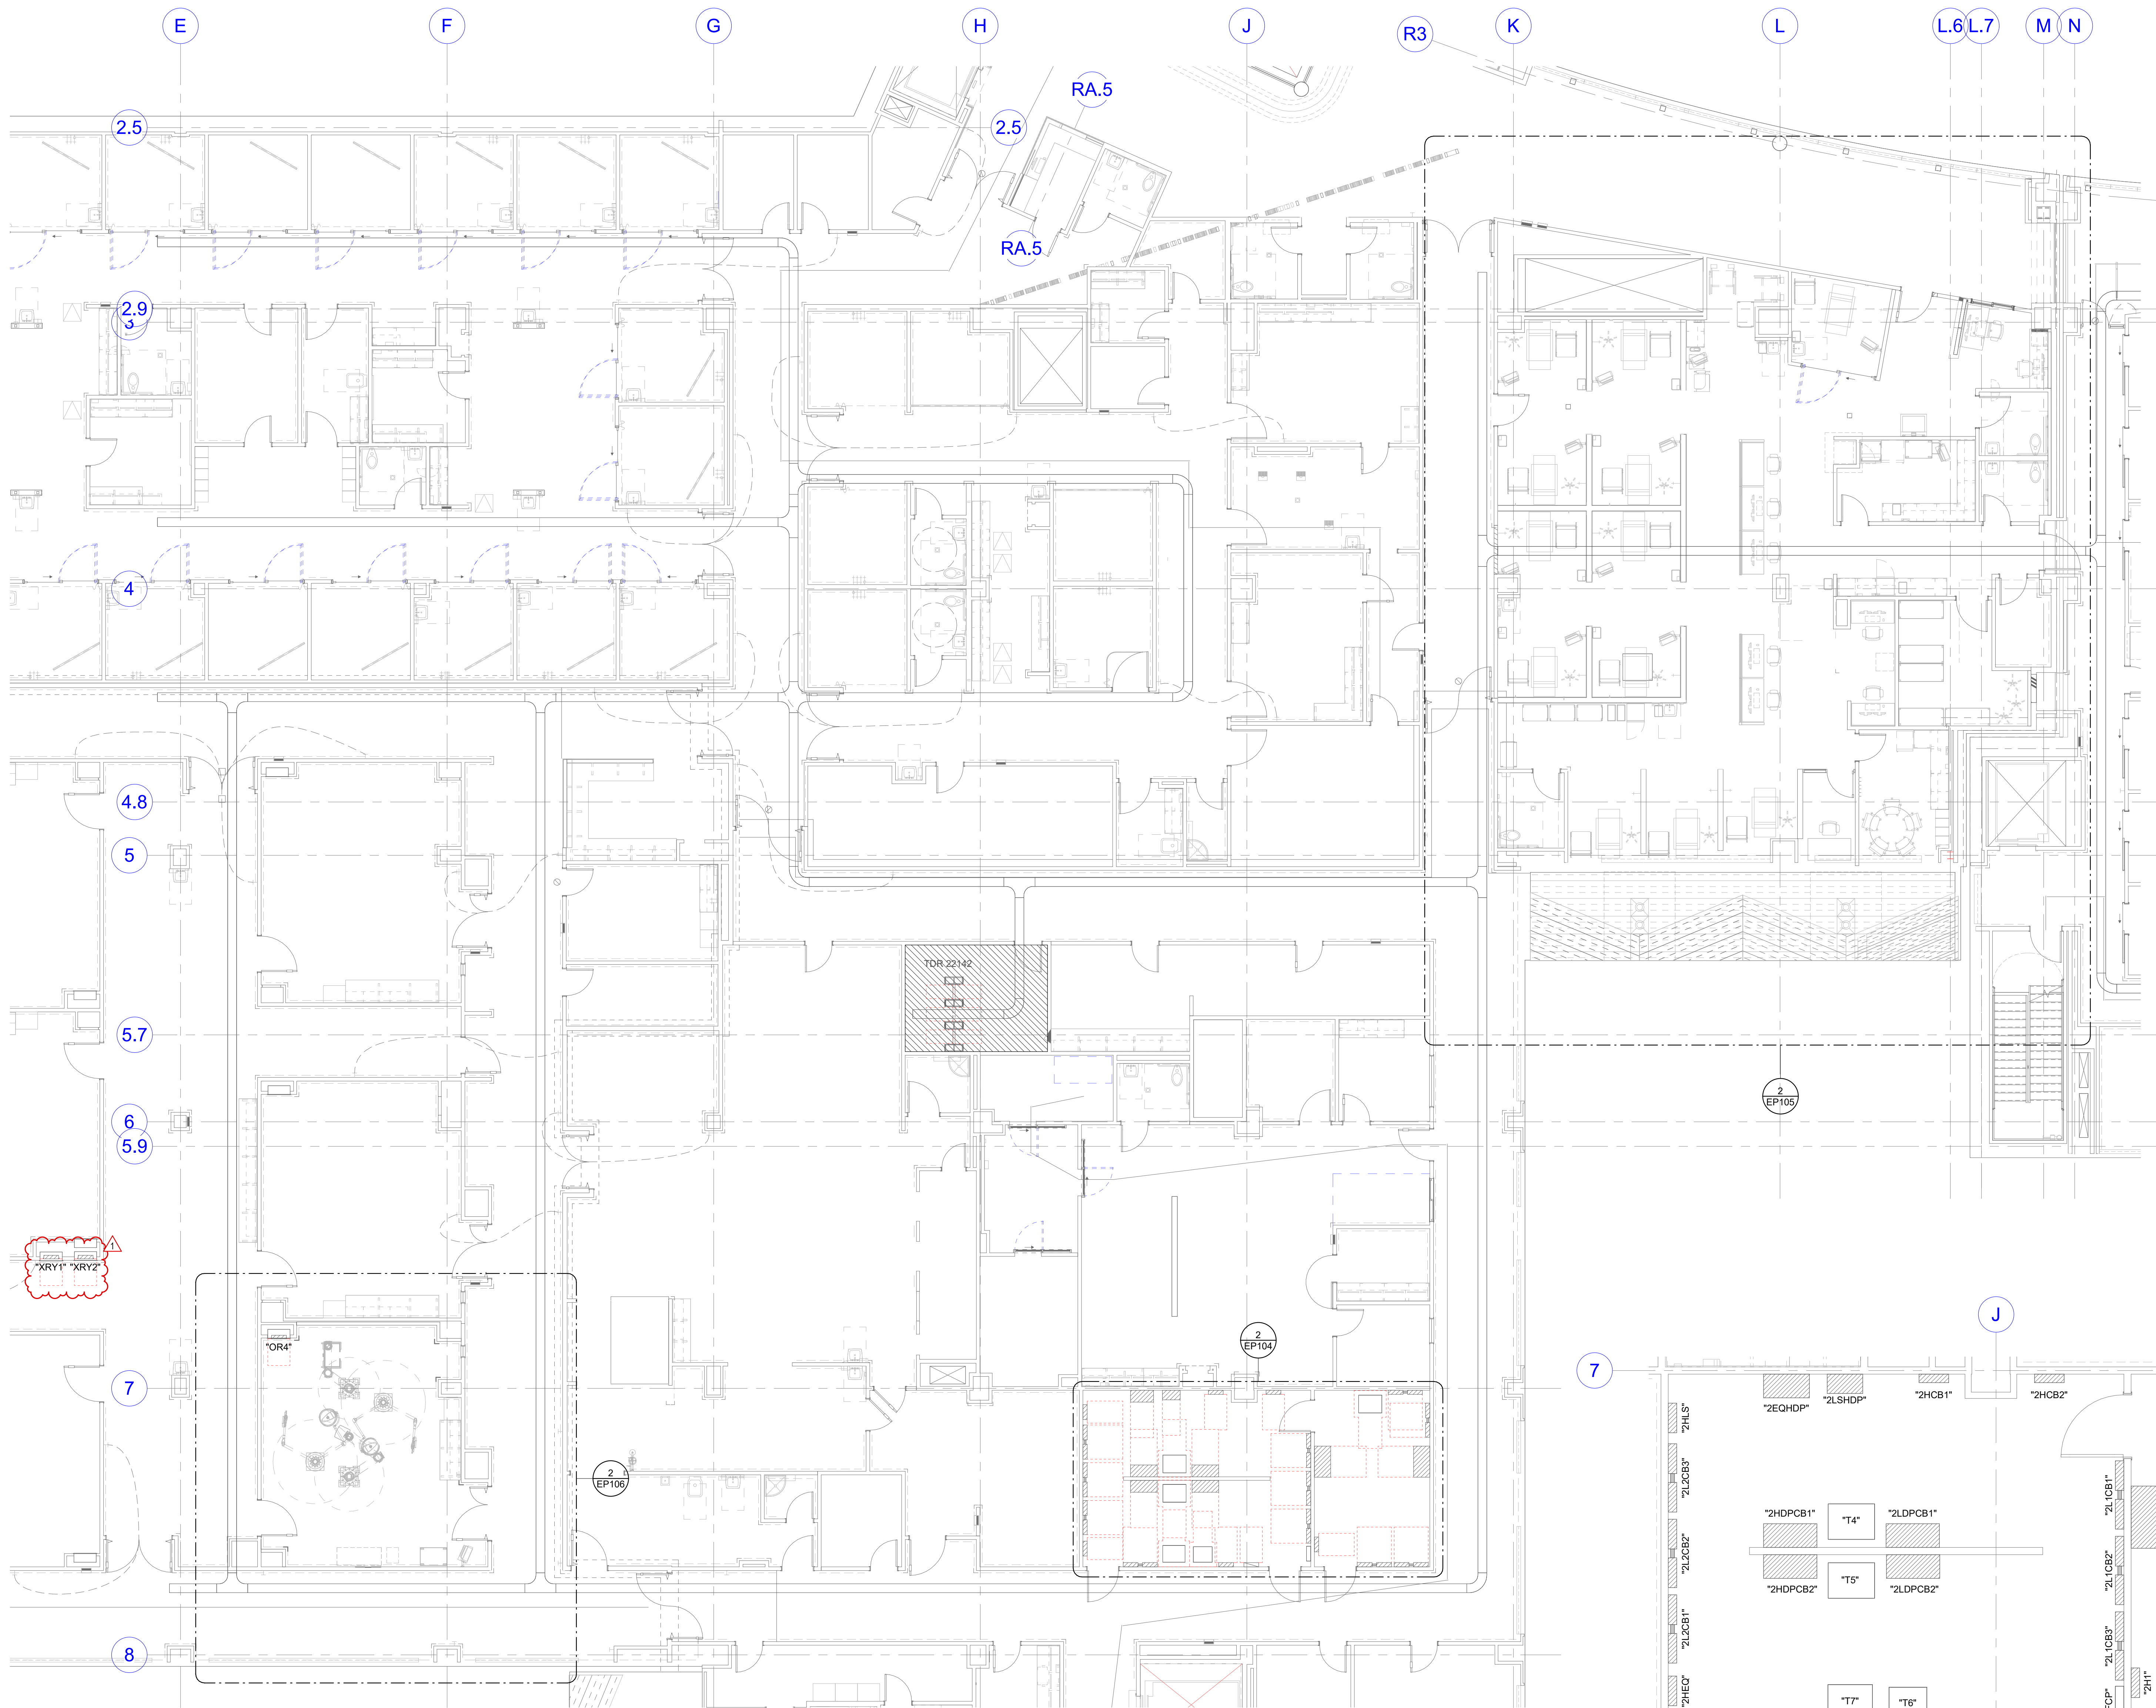 E
F
G
H
J
R3
K
L
L.6
L.7
M
N
RA.5
2.5
2.5
RA.5
2.9
3
4
4.8
5
TDR 22142
5.7
2
EP105
6
5.9
1
"XRY1" "XRY2"
J
"OR4"
2
EP104
7
7
"2EQHDP"
"2LSHDP"
"2HCB1"
"2HCB2"
"2HLS"
2
EP106
"2L2CB3"
"2L1CB1"
"2HDPCB1"
"T4"
"2LDPCB1"
"2L2CB2"
"2L1CB2"
"2HDPCB2"
"T5"
"2LDPCB2"
"2L2CB1"
"2L1CB3"
8
"2HEQ"
"T7"
"T6"
"2H1"